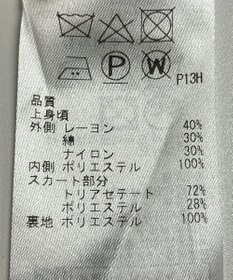 P W P13H
品質
上身頃
外側 レーヨン 40%
綿 30%
ナイロン 30%
内側 ポリエステル 100%
スカート部分
トリアセテート 72%
ポリエステル 28%
裏地 ポリエステル 100%